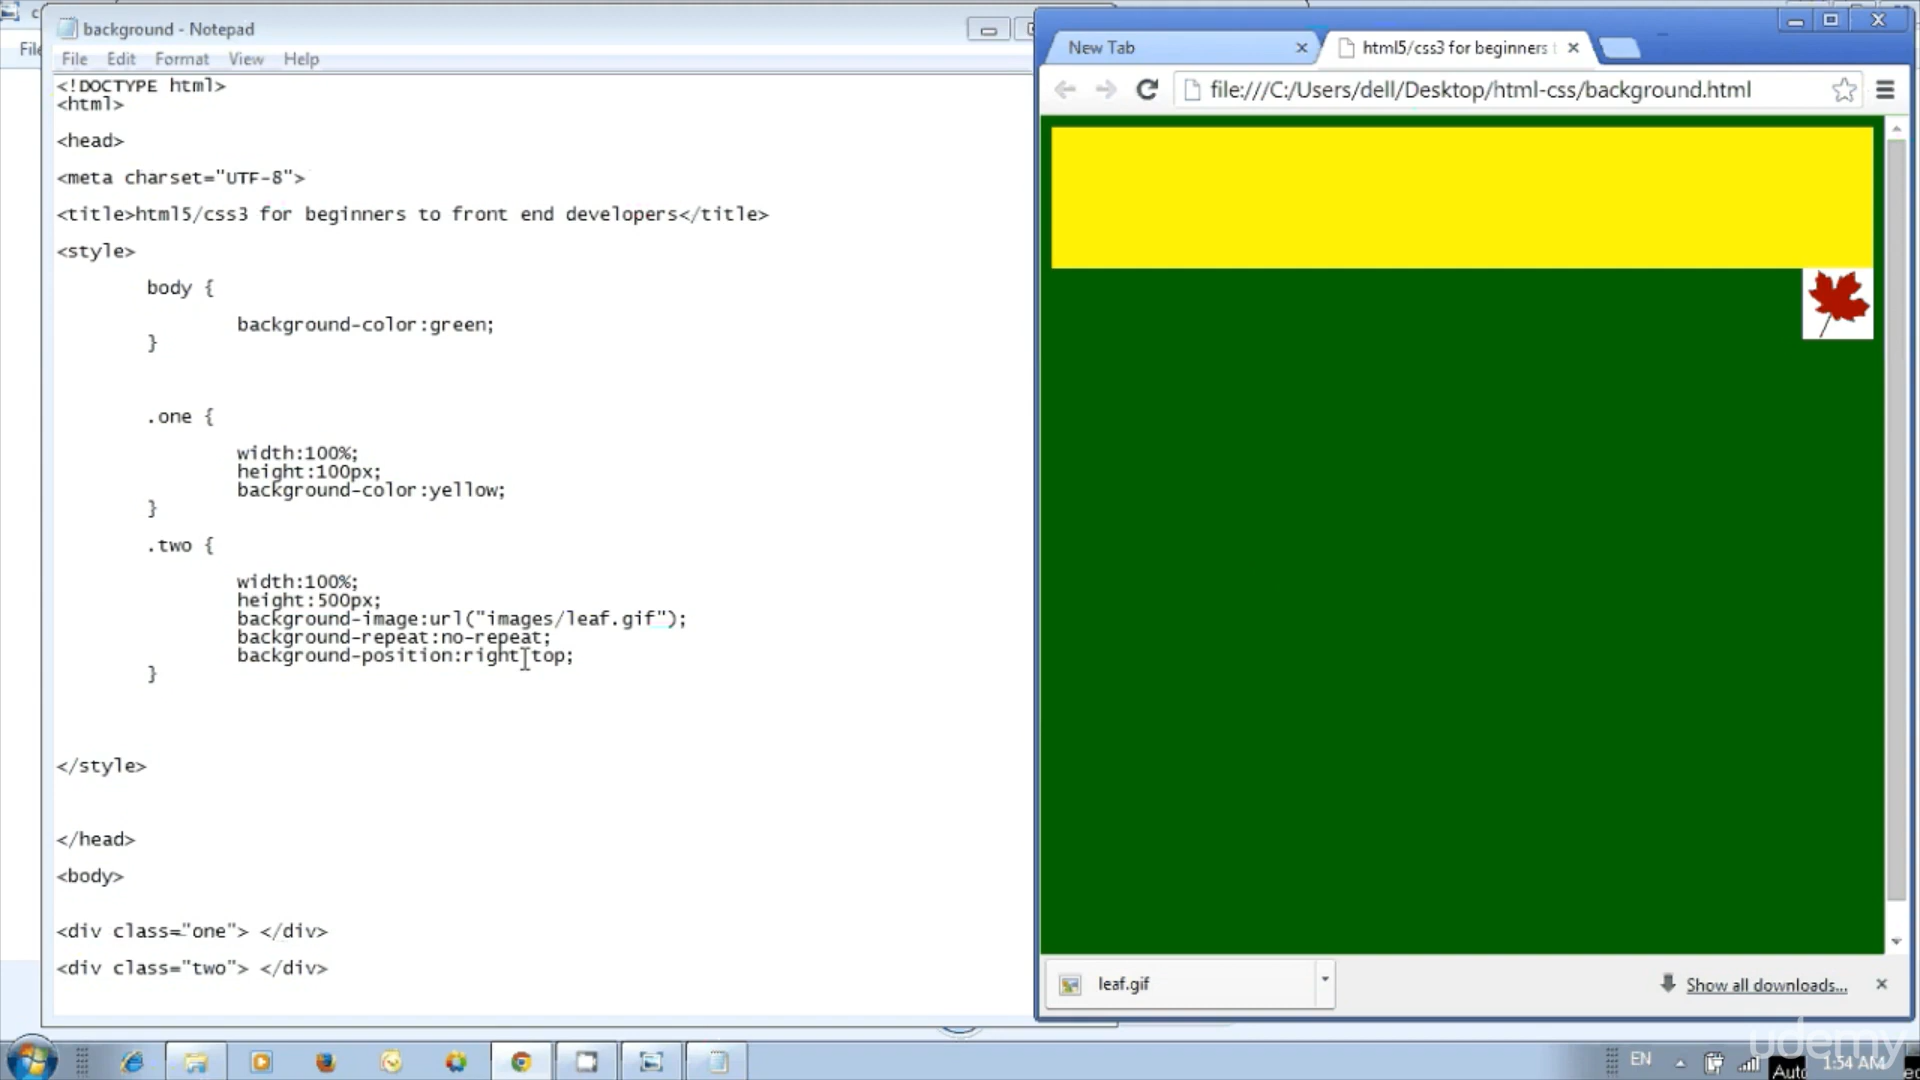 background - Notepad
File Edit Format View Help
<!DOCTYPE html>
<html>
<head>
<meta charset="UTF-8">
<title>html5/css3 for beginners to front end developers</title>
<style>
body {
background-color:green;
}
.one {
width:100%;
height:100px;
background-color:yellow;
}
.two {
width:100%;
height:500px;
background-image:url("images/leaf.gif");
background-repeat:no-repeat;
background-position:right top;
}
</style>
</head>
<body>
<div class="one"> </div>
<div class="two"> </div>
New Tab
html5/css3 for beginners
file:///C:/Users/dell/Desktop/html-css/background.html
leaf.gif
Show all downloads...
EN
1:54 AM
udemy